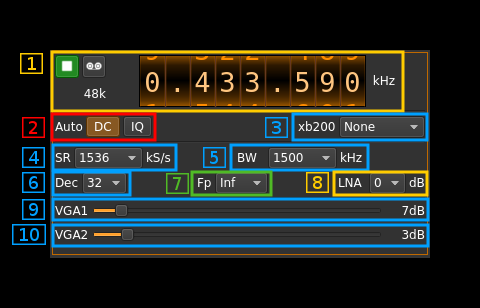 1 0.433.590 kHz
48k
2 Auto DC IQ 3 xb200 None
4 SR 1536 kS/s 5 BW 1500 kHz
6 Dec 32 7 Fp Inf 8 LNA 0 dB
9 VGA1 7dB
10 VGA2 3dB